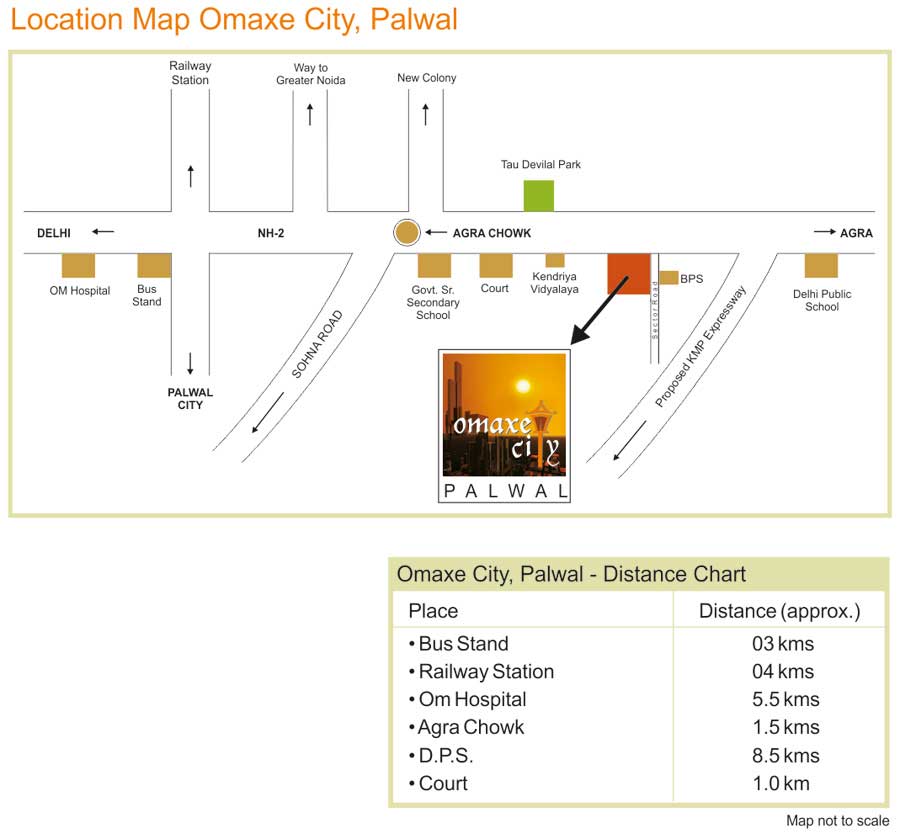 Location Map Omaxe City, Palwal
Railway
Station
Way to
Greater Noida
New Colony
Tau Devilal Park
DELHI
NH-2
AGRA CHOWK
AGRA
OM Hospital
Bus
Stand
Govt. Sr.
Secondary
School
Court
Kendriya
Vidyalaya
BPS
Delhi Public
School
Sector Road
SOHNA ROAD
Proposed KMP Expressway
PALWAL
CITY
omaxe
city
PALWAL
Omaxe City, Palwal - Distance Chart
Place Distance (approx.)
• Bus Stand 03 kms
• Railway Station 04 kms
• Om Hospital 5.5 kms
• Agra Chowk 1.5 kms
• D.P.S. 8.5 kms
• Court 1.0 km
Map not to scale